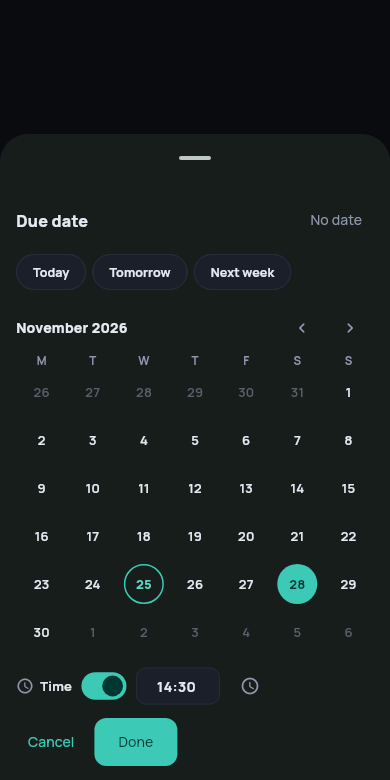 Due date No date
Today Tomorrow Next week
November 2026
M T W T F S S
26 27 28 29 30 31 1
2 3 4 5 6 7 8
9 10 11 12 13 14 15
16 17 18 19 20 21 22
23 24 25 26 27 28 29
30 1 2 3 4 5 6
Time 14:30
Cancel Done